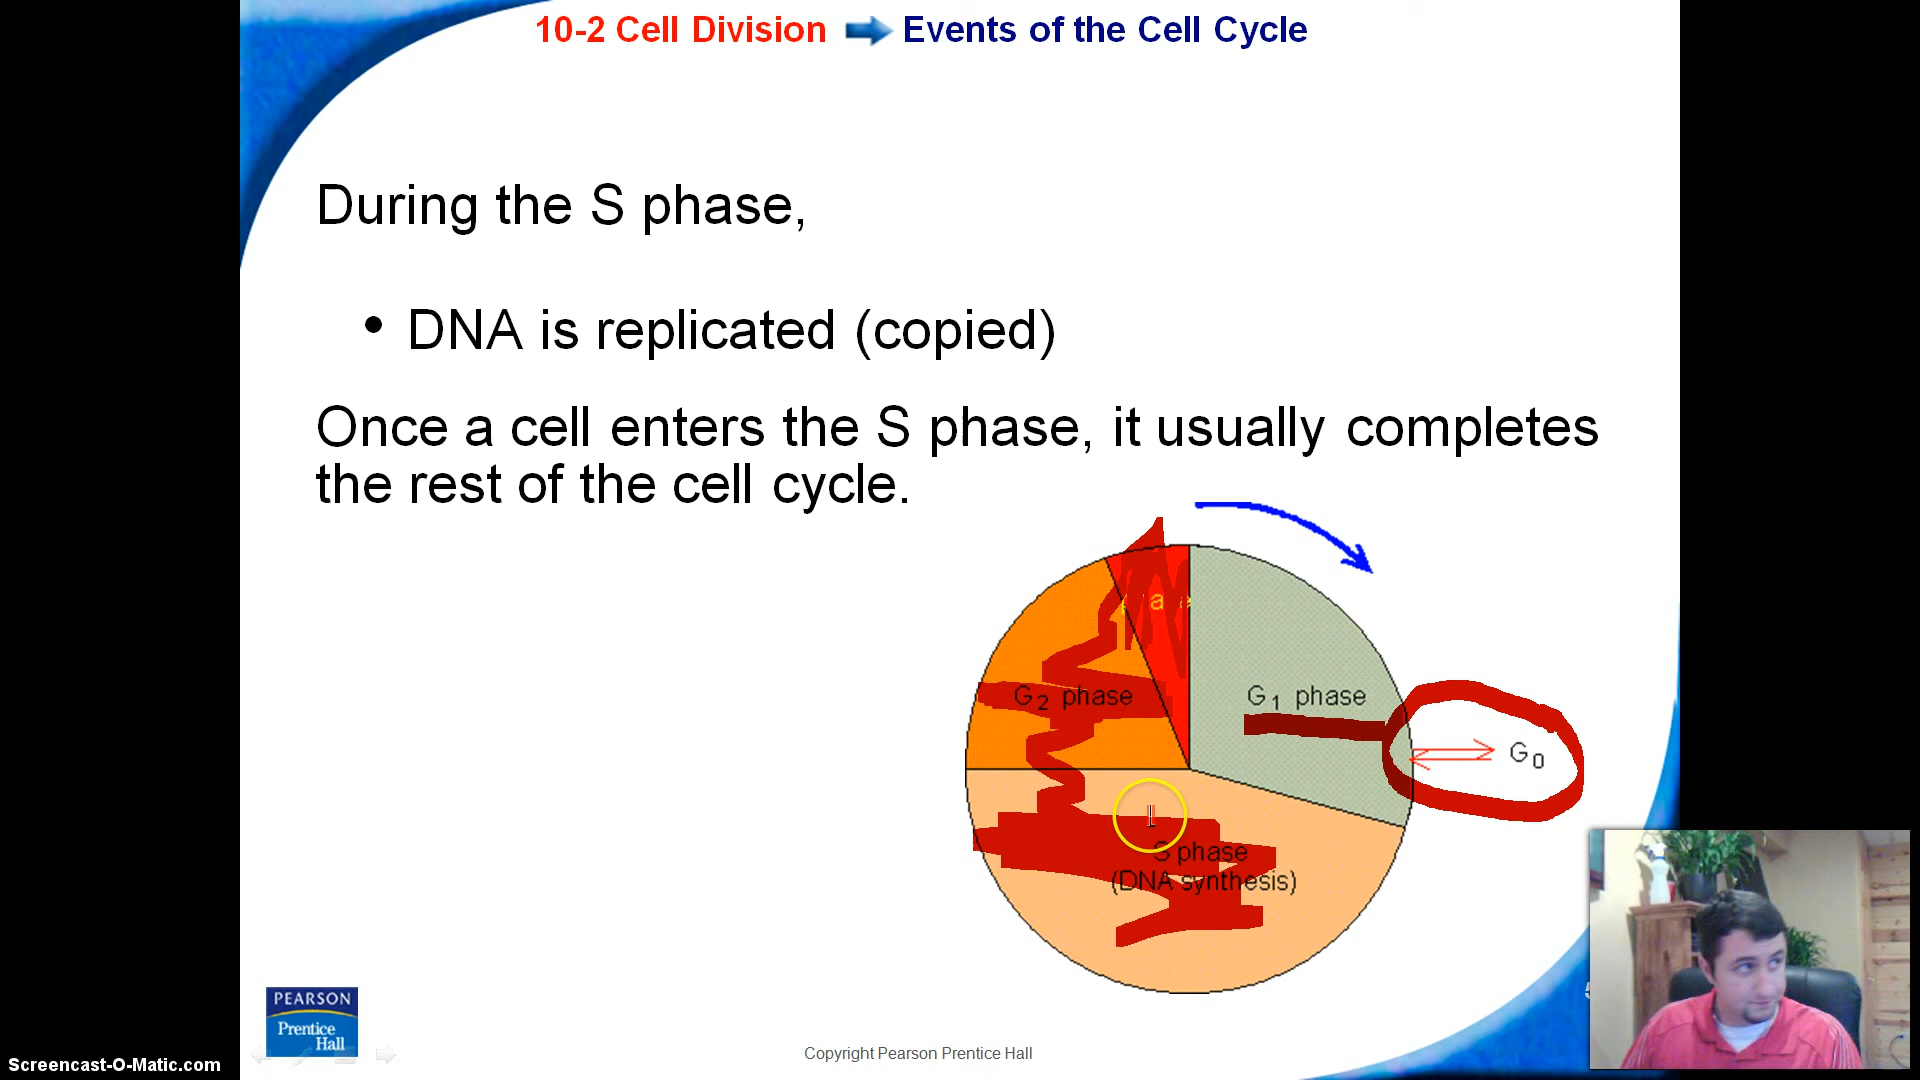 10-2 Cell Division Events of the Cell Cycle
During the S phase,
• DNA is replicated (copied)
Once a cell enters the S phase, it usually completes
the rest of the cell cycle.
G2 phase
G1 phase
G0
S phase
(DNA synthesis)
PEARSON
Prentice
Hall
Copyright Pearson Prentice Hall
Screencast-O-Matic.com